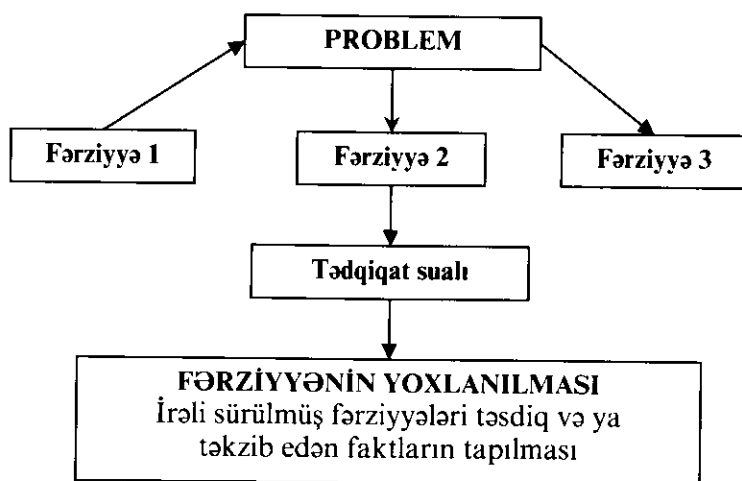 PROBLEM
Fərziyyə 1
Fərziyyə 2
Fərziyyə 3
Tədqiqat sualı
FƏRZİYYƏNİN YOXLANILMASI
İrəli sürülmüş fərziyyələri təsdiq və ya
təkzib edən faktların tapılması